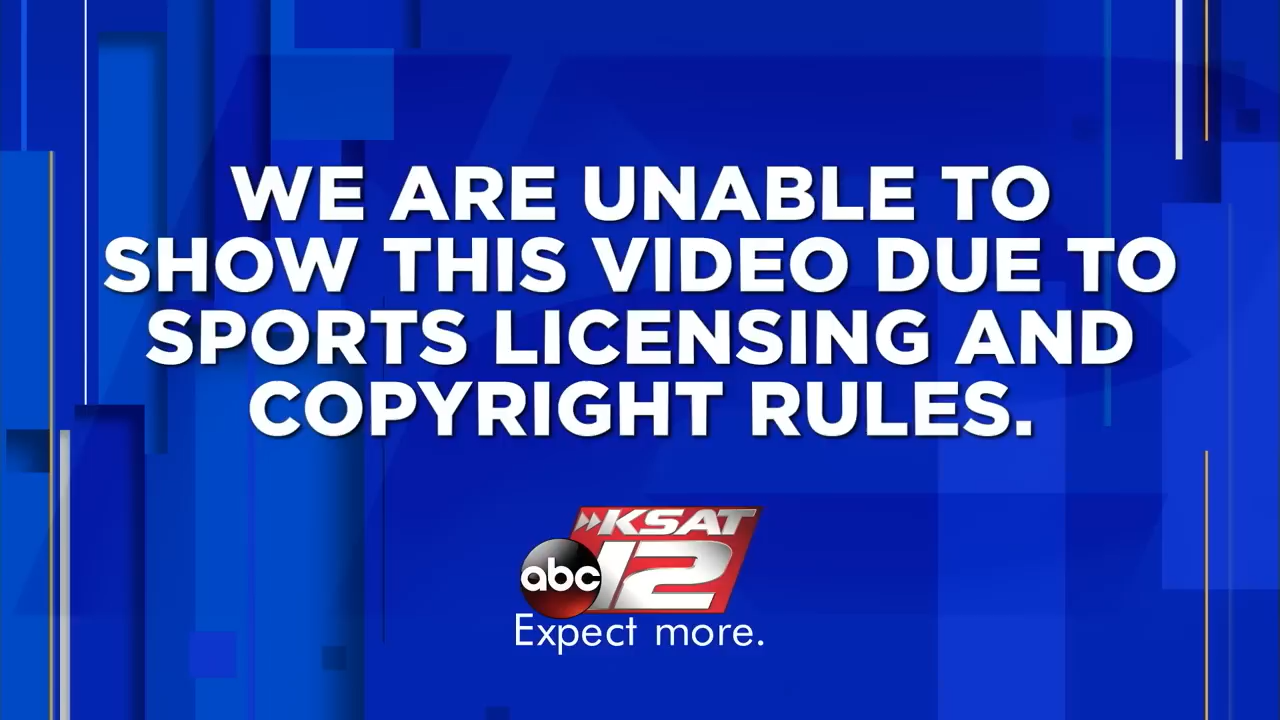 WE ARE UNABLE TO
SHOW THIS VIDEO DUE TO
SPORTS LICENSING AND
COPYRIGHT RULES.
KSAT
abc 12
Expect more.